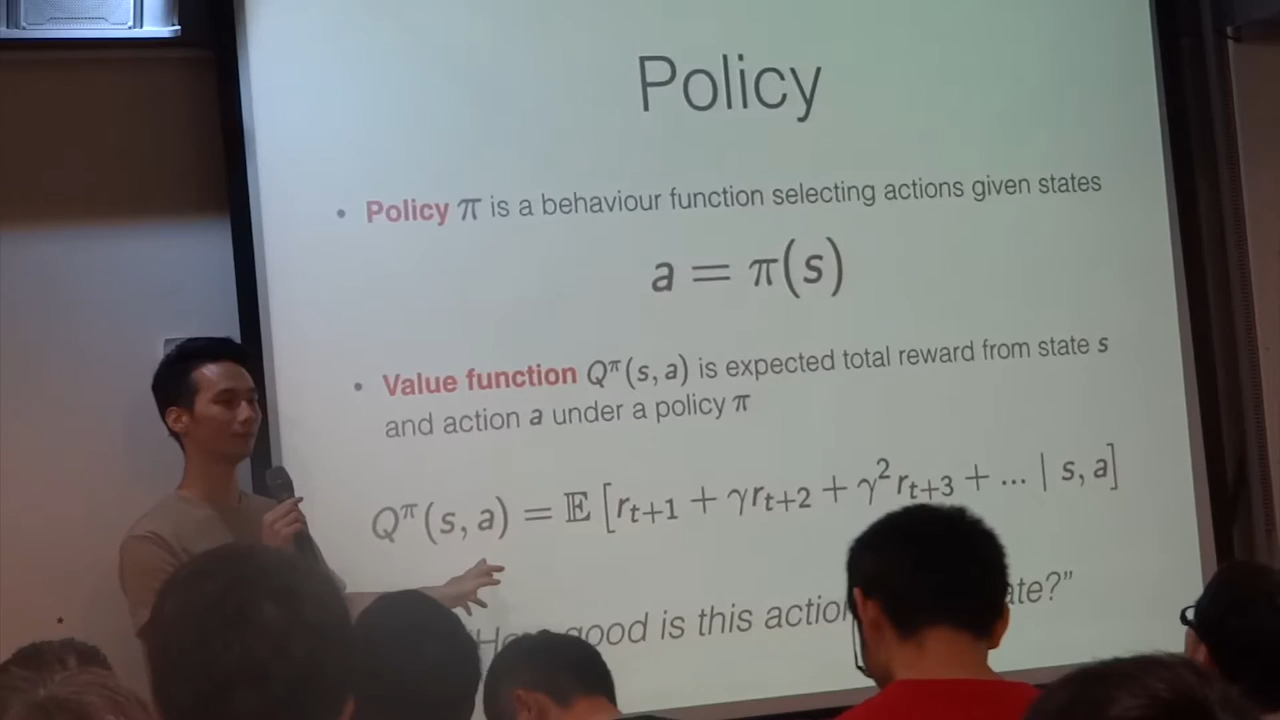 Policy
• Policy π is a behaviour function selecting actions given states
a = π(s)
• Value function Qπ(s, a) is expected total reward from state s
and action a under a policy π
Qπ(s, a) = 𝔼 [rt+1 + γrt+2 + γ²rt+3 + ... | s, a]
good is this action